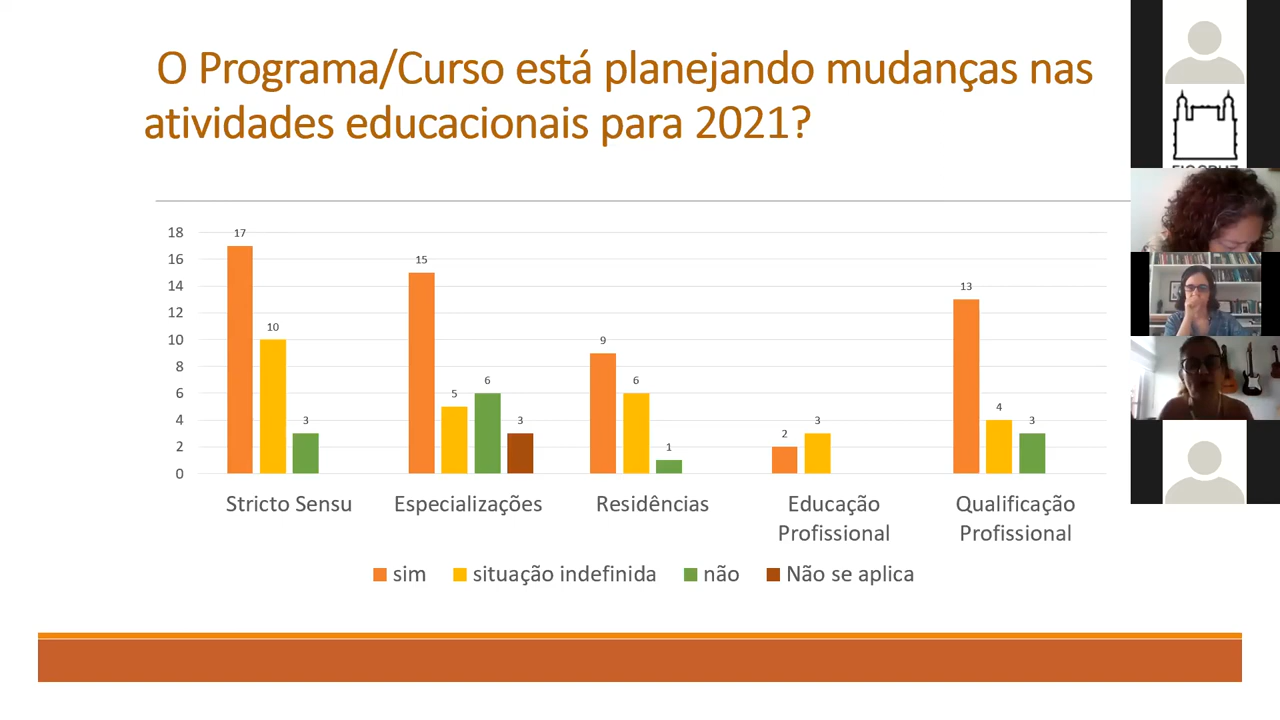 O Programa/Curso está planejando mudanças nas
atividades educacionais para 2021?
18
16
14
12
10
8
6
4
2
0
17
10
3
15
5
6
3
9
6
1
2
3
13
4
3
Stricto Sensu
Especializações
Residências
Educação
Profissional
Qualificação
Profissional
sim
situação indefinida
não
Não se aplica